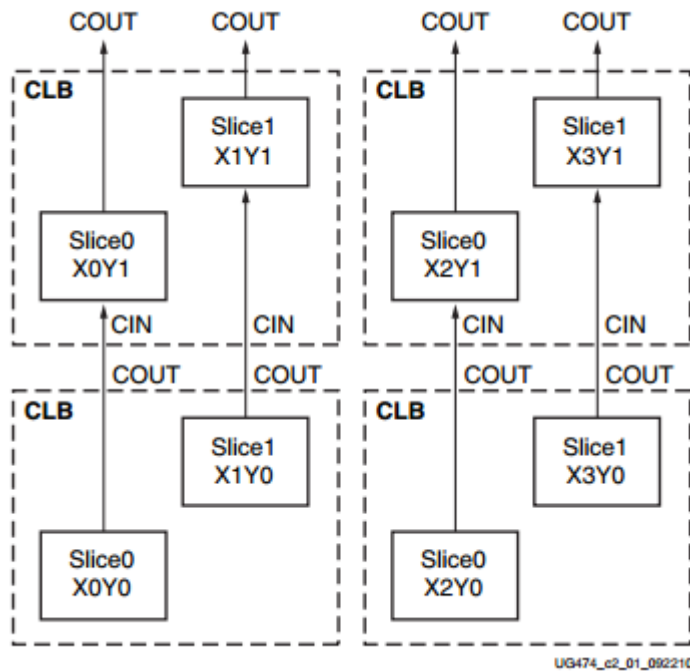 COUT COUT COUT COUT
CLB CLB
Slice1
X1Y1
Slice1
X3Y1
Slice0
X0Y1
Slice0
X2Y1
CIN CIN CIN CIN
COUT COUT COUT COUT
CLB CLB
Slice1
X1Y0
Slice1
X3Y0
Slice0
X0Y0
Slice0
X2Y0
UG474_c2_01_092210